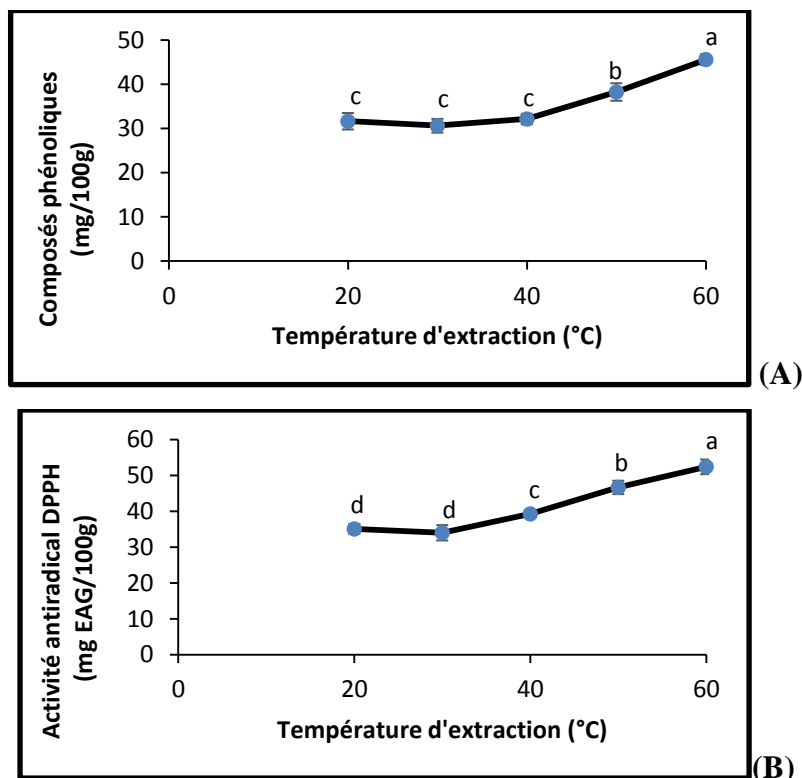 Composés phénoliques
(mg/100g)
50
40
30
20
10
0
c
c
c
b
a
0
20
40
60
Température d'extraction (°C)
(A)
Activité antiradical DPPH
(mg EAG/100g)
60
50
40
30
20
10
0
d
d
c
b
a
0
20
40
60
Température d'extraction (°C)
(B)